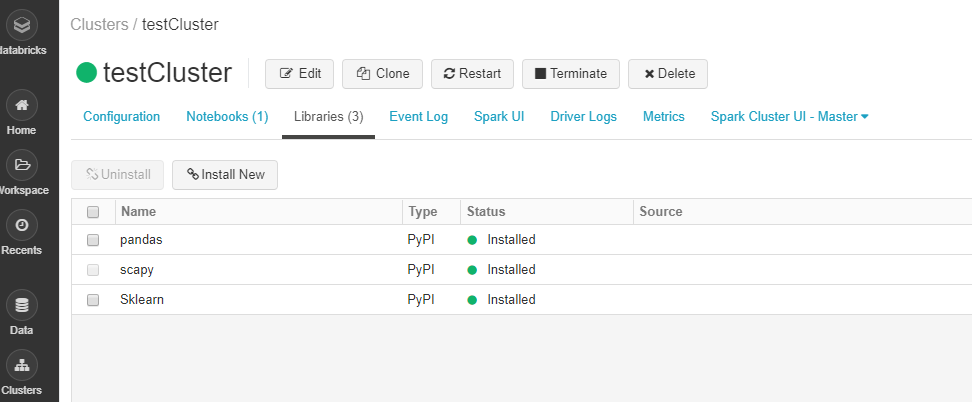 Clusters / testCluster
databricks
testCluster
Edit
Clone
Restart
Terminate
Delete
Home
Configuration
Notebooks (1)
Libraries (3)
Event Log
Spark UI
Driver Logs
Metrics
Spark Cluster UI - Master
Workspace
Uninstall
Install New
Recents
Name Type Status Source
pandas PyPI Installed
scapy PyPI Installed
Sklearn PyPI Installed
Data
Clusters